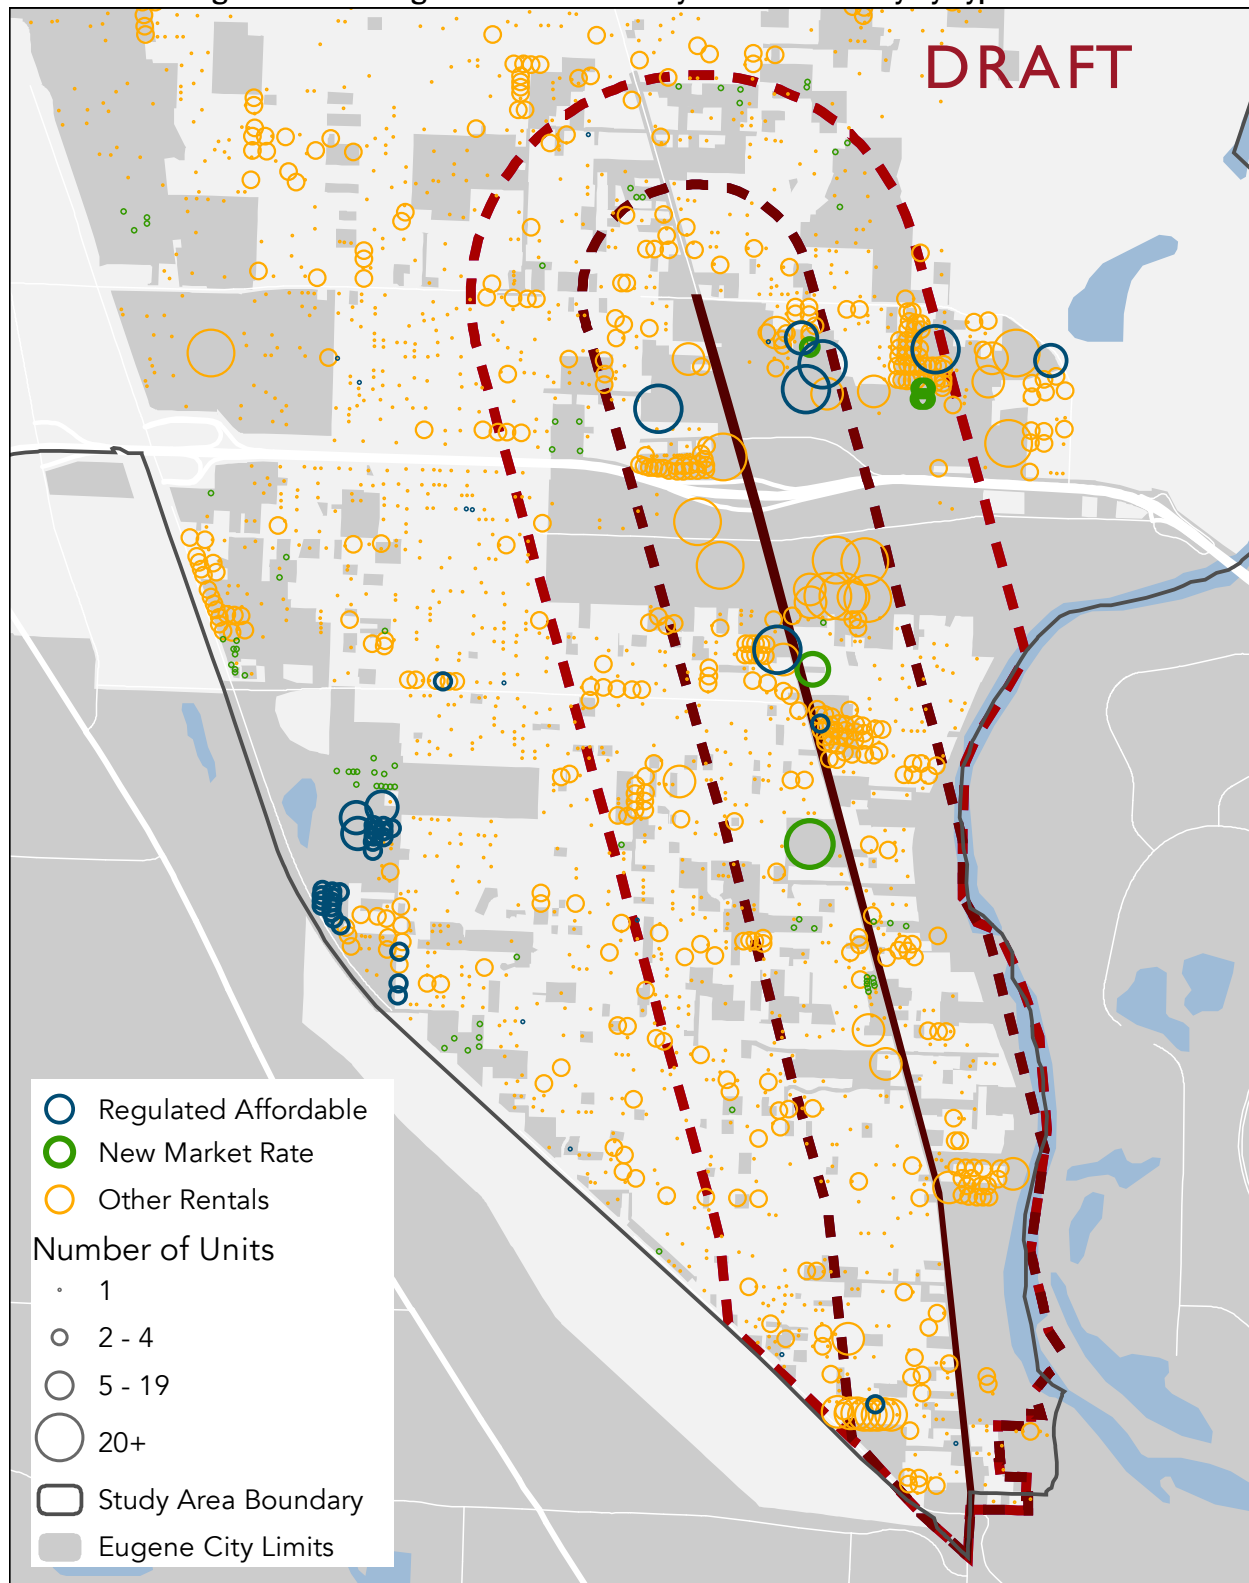 DRAFT
Regulated Affordable
New Market Rate
Other Rentals
Number of Units
1
2 - 4
5 - 19
20+
Study Area Boundary
Eugene City Limits